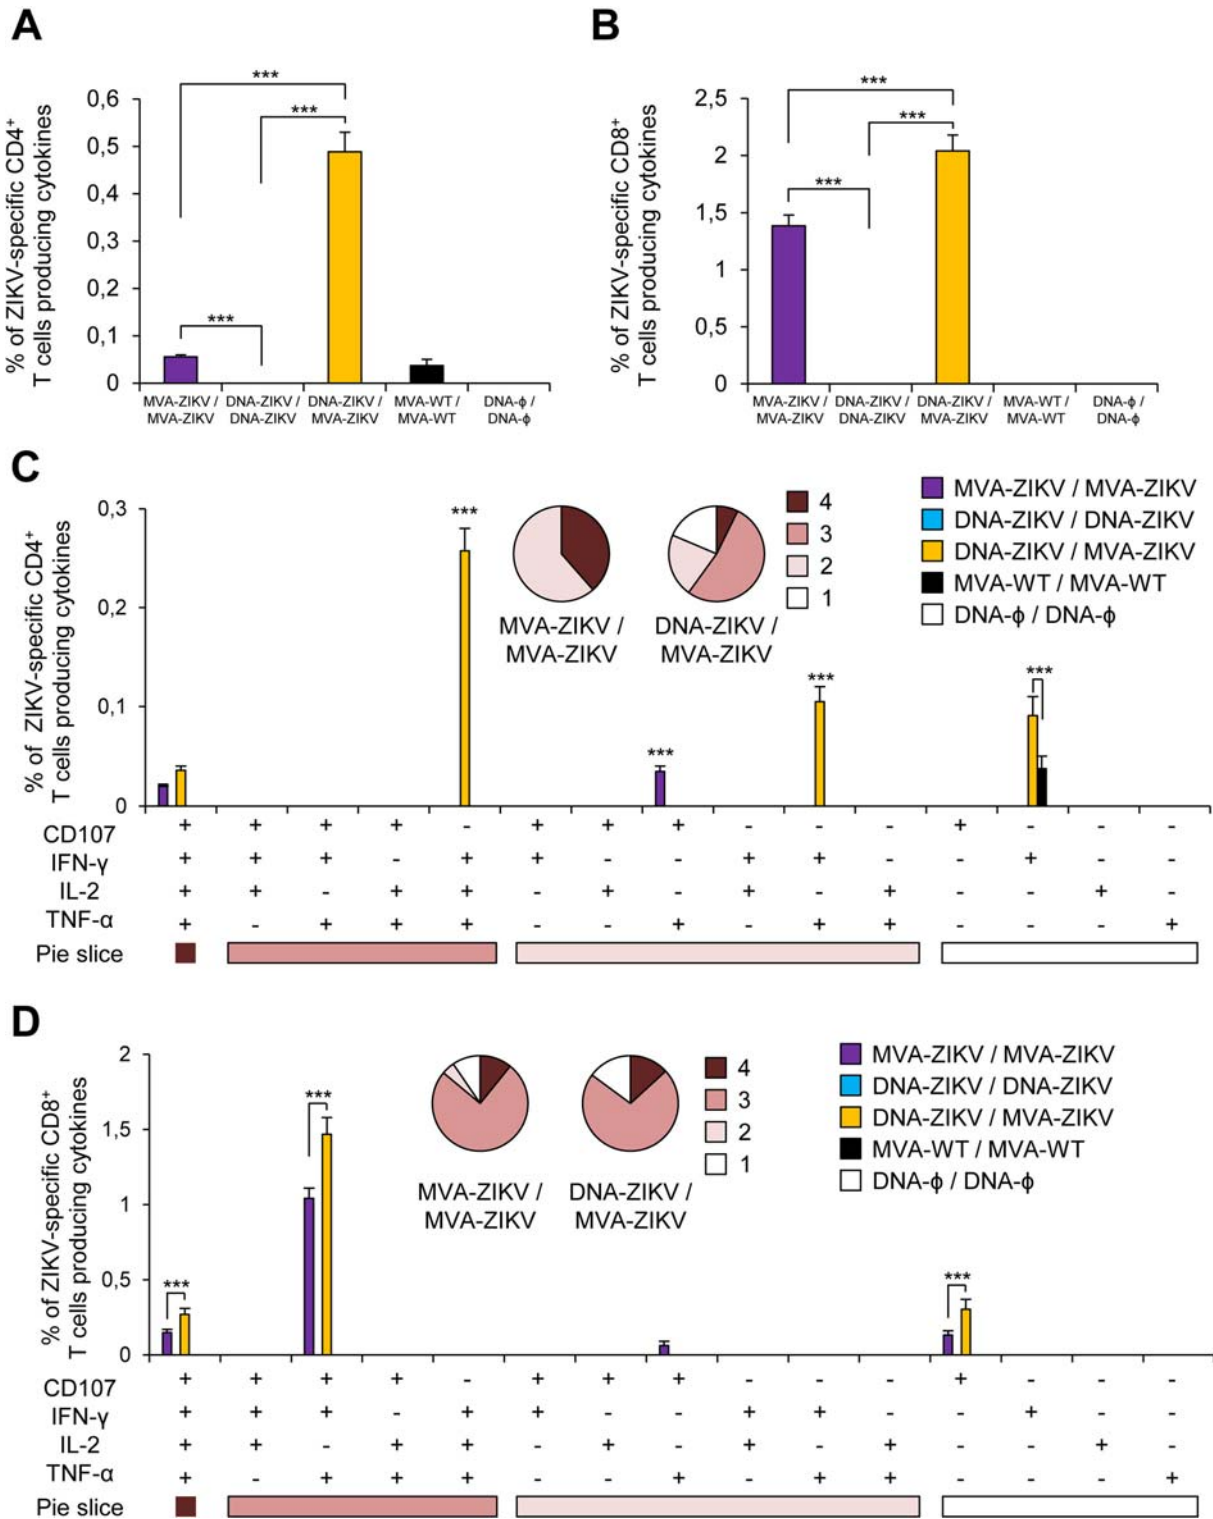 A
% of ZIKV-specific CD4+
T cells producing cytokines
0,6
0,5
0,4
0,3
0,2
0,1
0
***
***
***
MVA-ZIKV /
MVA-ZIKV
DNA-ZIKV /
DNA-ZIKV
DNA-ZIKV /
MVA-ZIKV
MVA-WT /
MVA-WT
DNA-ϕ /
DNA-ϕ
B
% of ZIKV-specific CD8+
T cells producing cytokines
2,5
2
1,5
1
0,5
0
***
***
***
MVA-ZIKV /
MVA-ZIKV
DNA-ZIKV /
DNA-ZIKV
DNA-ZIKV /
MVA-ZIKV
MVA-WT /
MVA-WT
DNA-ϕ /
DNA-ϕ
C
% of ZIKV-specific CD4+
T cells producing cytokines
0,3
0,2
0,1
0
***
***
***
***
MVA-ZIKV /
MVA-ZIKV
DNA-ZIKV /
MVA-ZIKV
4
3
2
1
MVA-ZIKV / MVA-ZIKV
DNA-ZIKV / DNA-ZIKV
DNA-ZIKV / MVA-ZIKV
MVA-WT / MVA-WT
DNA-ϕ / DNA-ϕ
CD107 + + + + - + + + - - - + - - -
IFN-γ + + + - + + - - + + - - + - -
IL-2 + + - + + - + - + - + - - + -
TNF-α + - + + + - - + - + + - - - +
Pie slice
D
% of ZIKV-specific CD8+
T cells producing cytokines
2
1,5
1
0,5
0
***
***
***
MVA-ZIKV /
MVA-ZIKV
DNA-ZIKV /
MVA-ZIKV
4
3
2
1
MVA-ZIKV / MVA-ZIKV
DNA-ZIKV / DNA-ZIKV
DNA-ZIKV / MVA-ZIKV
MVA-WT / MVA-WT
DNA-ϕ / DNA-ϕ
CD107 + + + + - + + + - - - + - - -
IFN-γ + + + - + + - - + + - - + - -
IL-2 + + - + + - + - + - + - - + -
TNF-α + - + + + - - + - + + - - - +
Pie slice